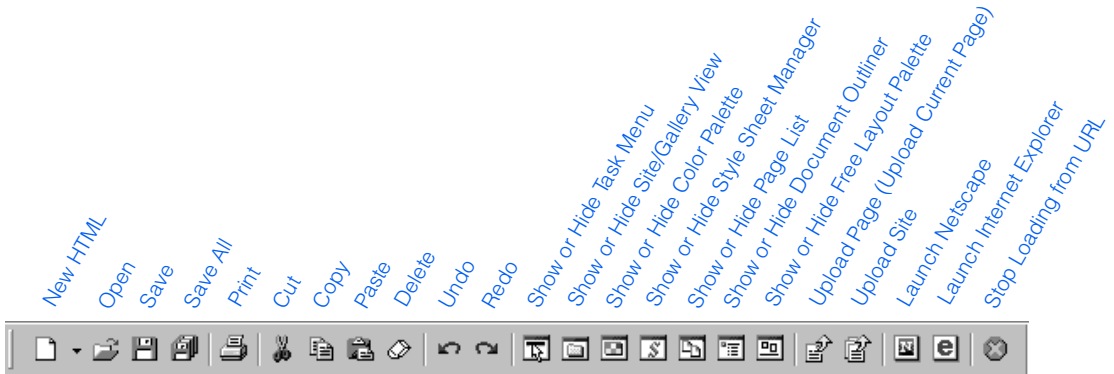 New HTML
Open
Save
Save All
Print
Cut
Copy
Paste
Delete
Undo
Redo
Show or Hide Task Menu
Show or Hide Site/Gallery View
Show or Hide Color Palette
Show or Hide Style Sheet Manager
Show or Hide Page List
Show or Hide Document Outliner
Show or Hide Free Layout Palette
Upload Page (Upload Current Page)
Upload Site
Launch Netscape
Launch Internet Explorer
Stop Loading from URL